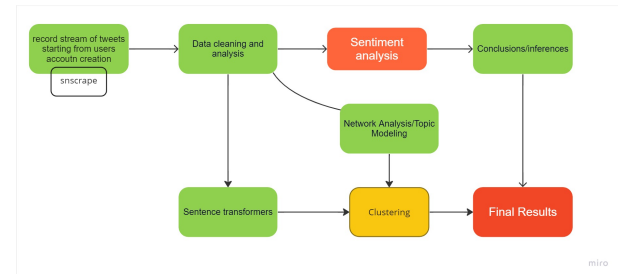 record stream of tweets
starting from users
accoutn creation
snscrape
Data cleaning and
analysis
Sentiment
analysis
Conclusions/inferences
Network Analysis/Topic
Modeling
Sentence transformers
Clustering
Final Results
miro